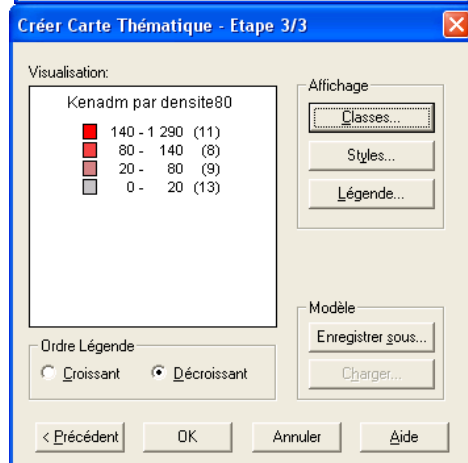 Créer Carte Thématique - Etape 3/3
Visualisation:
Kenadm par densite80
140 - 1 290 (11)
80 - 140 (8)
20 - 80 (9)
0 - 20 (13)
Affichage
Classes...
Styles...
Légende...
Ordre Légende
Croissant
Décroissant
Modèle
Enregistrer sous...
Charger...
< Précédent
OK
Annuler
Aide